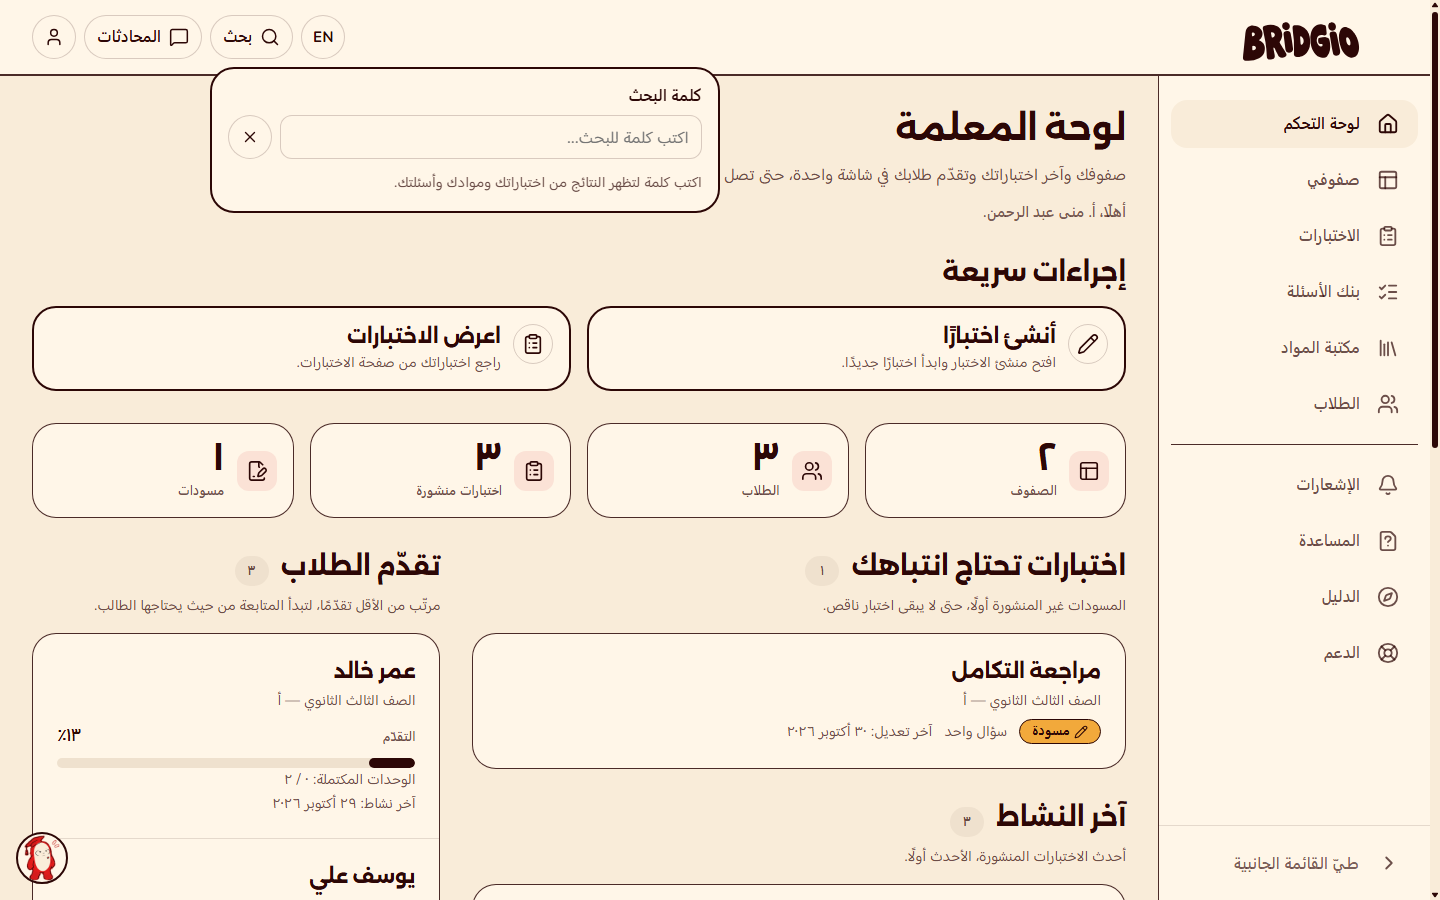 BRiDGiO
EN
بحث
المحادثات
لوحة التحكم
صفوفي
الاختبارات
بنك الأسئلة
مكتبة المواد
الطلاب
الإشعارات
المساعدة
الدليل
الدعم
طيّ القائمة الجانبية
كلمة البحث
اكتب كلمة للبحث...
اكتب كلمة لتظهر النتائج من اختباراتك وموادك وأسئلتك.
لوحة المعلمة
صفوفك وآخر اختباراتك وتقدّم طلابك في شاشة واحدة، حتى تصل
أهلًا، أ. منى عبد الرحمن.
إجراءات سريعة
أنشئ اختبارًا
افتح منشئ الاختبار وابدأ اختبارًا جديدًا.
اعرض الاختبارات
راجع اختباراتك من صفحة الاختبارات.
٢
الصفوف
٣
الطلاب
٣
اختبارات منشورة
١
مسودات
اختبارات تحتاج انتباهك ١
المسودات غير المنشورة أولًا، حتى لا يبقى اختبار ناقص.
مراجعة التكامل
الصف الثالث الثانوي — أ
مسودة سؤال واحد آخر تعديل: ٣٠ أكتوبر ٢٠٢٦
آخر النشاط ٣
أحدث الاختبارات المنشورة، الأحدث أولًا.
تقدّم الطلاب ٣
مرتّب من الأقل تقدّمًا، لتبدأ المتابعة من حيث يحتاجها الطالب.
عمر خالد
الصف الثالث الثانوي — أ
التقدّم ١٣٪
الوحدات المكتملة: ٠ / ٢
آخر نشاط: ٢٩ أكتوبر ٢٠٢٦
يوسف علي